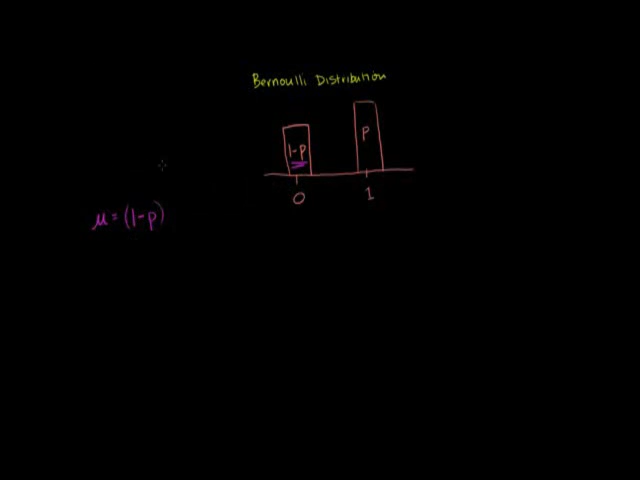 Bernoulli Distribution
1-p
p
0
1
μ = (1-p)